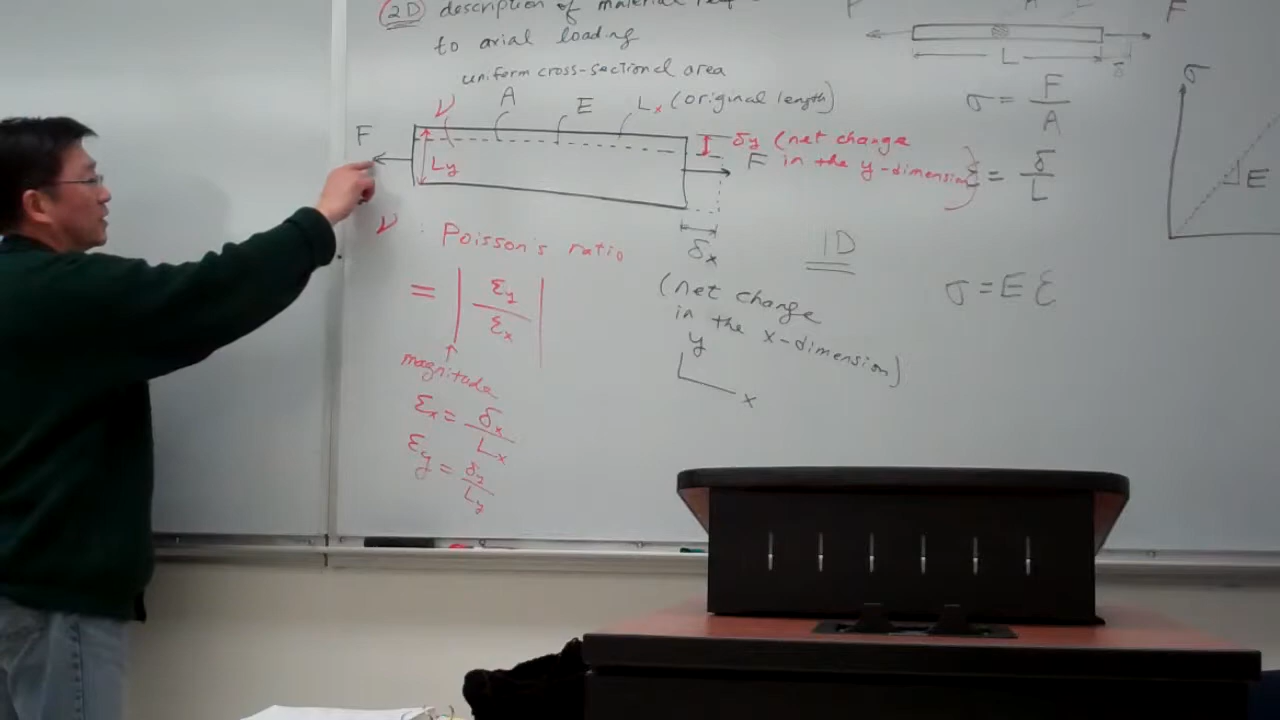 2D description of material
to axial loading
uniform cross-sectional area
ν A E Lx (original length)
F
Ly
δy (net change
in the y-dimension)
F
δx
(net change
in the x-dimension)
y
x
ν : Poisson's ratio
= | εy / εx |
magnitude
εx = δx / Lx
εy = δy / Ly
F
L
δ
σ = F / A
ε = δ / L
1D
σ = E ε
σ
E